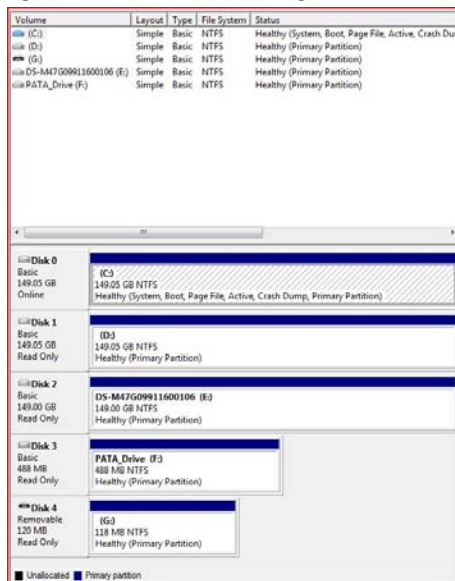 Volume Layout Type File System Status
(C:) Simple Basic NTFS Healthy (System, Boot, Page File, Active, Crash Du
(D:) Simple Basic NTFS Healthy (Primary Partition)
(G:) Simple Basic NTFS Healthy (Primary Partition)
DS-M47G09911600106 (E:) Simple Basic NTFS Healthy (Primary Partition)
PATA_Drive (F:) Simple Basic NTFS Healthy (Primary Partition)
Disk 0
Basic
149.05 GB
Online
(C:)
149.05 GB NTFS
Healthy (System, Boot, Page File, Active, Crash Dump, Primary Partition)
Disk 1
Basic
149.05 GB
Read Only
(D:)
149.05 GB NTFS
Healthy (Primary Partition)
Disk 2
Basic
149.00 GB
Read Only
DS-M47G09911600106 (E:)
149.00 GB NTFS
Healthy (Primary Partition)
Disk 3
Basic
488 MB
Read Only
PATA_Drive (F:)
488 MB NTFS
Healthy (Primary Partition)
Disk 4
Removable
120 MB
Read Only
(G:)
118 MB NTFS
Healthy (Primary Partition)
Unallocated Primary partition